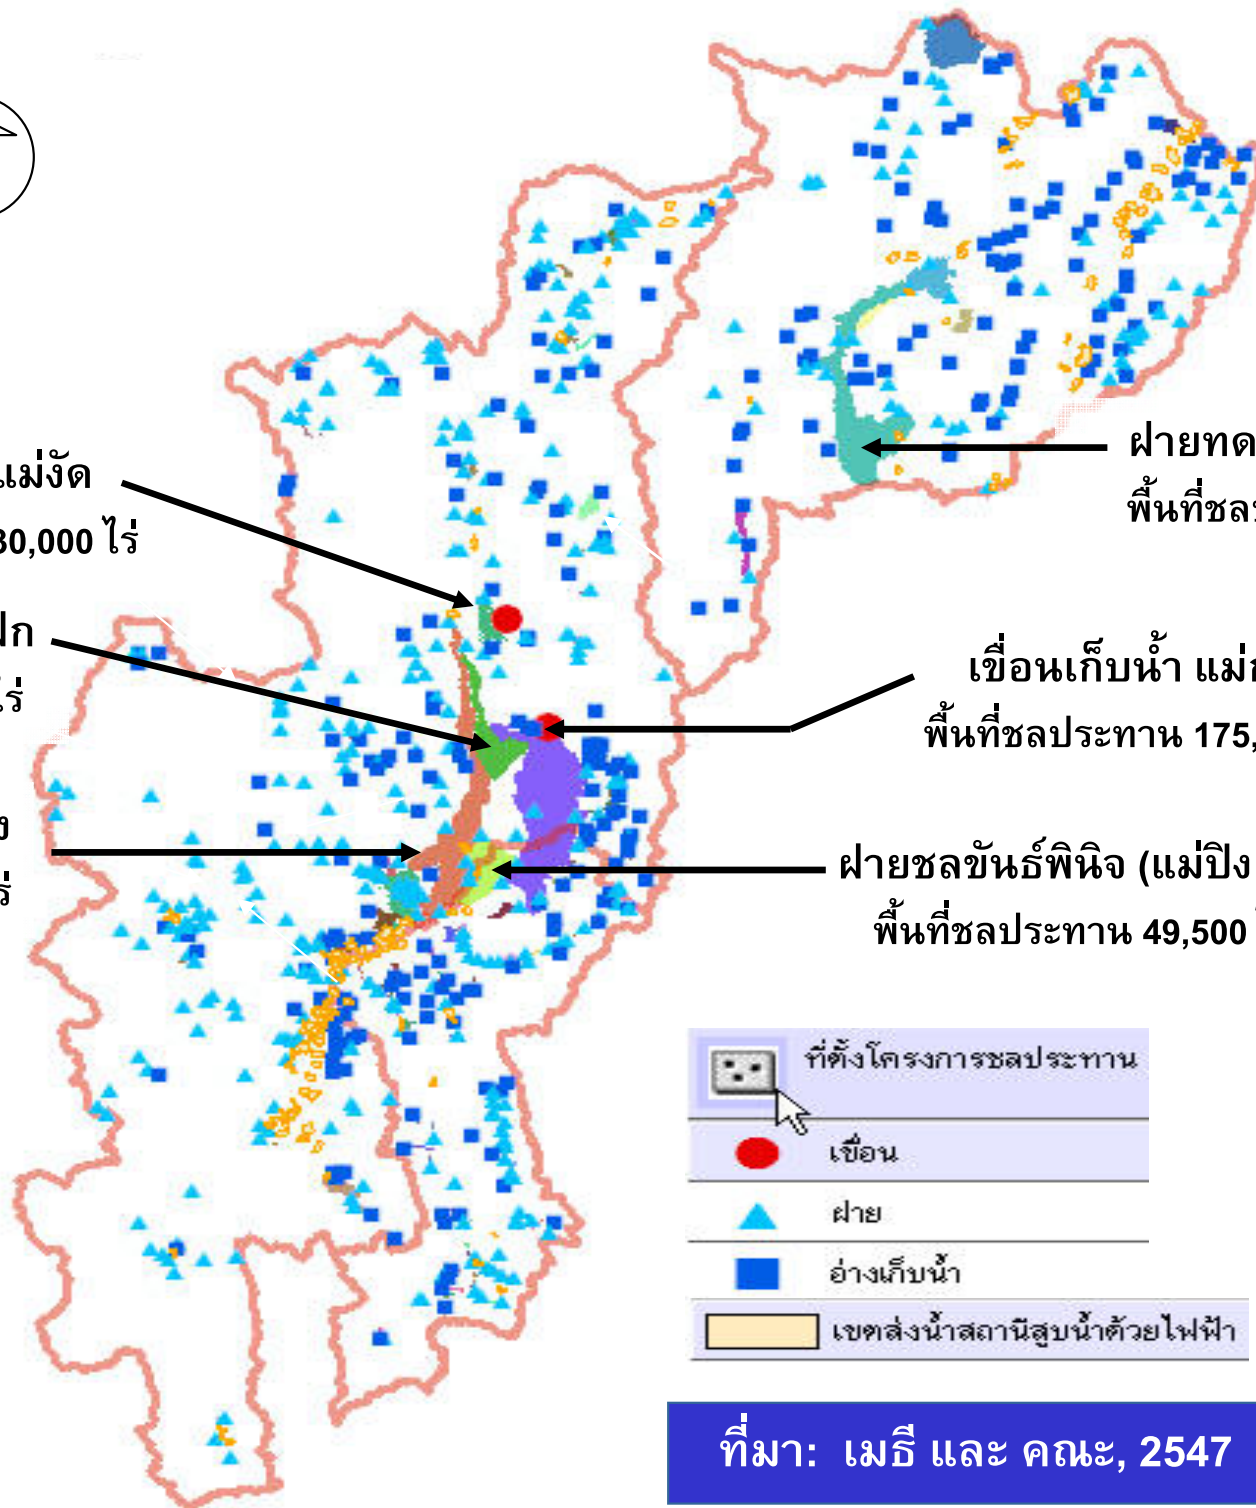 แม่งัด
30,000 ไร่
ฝายทด
พื้นที่ชล
เขื่อนเก็บน้ำ
พื้นที่ชลประทาน 175,
ฝายชลขันธ์พินิจ (แม่ปิง
พื้นที่ชลประทาน 49,500
ที่ตั้งโครงการชลประทาน
เขื่อน
ฝาย
อ่างเก็บน้ำ
เขตส่งน้ำสถานีสูบน้ำด้วยไฟฟ้า
ที่มา: เมธี และ คณะ, 2547